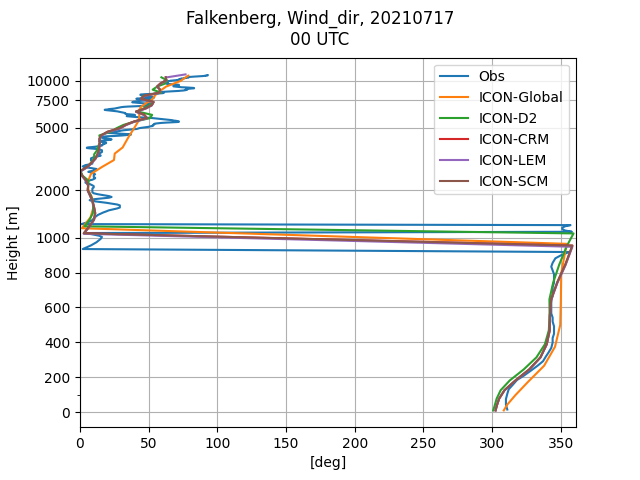 Falkenberg, Wind_dir, 20210717
00 UTC
Height [m]
10000
7500
5000
2000
1000
800
600
400
200
0
Obs
ICON-Global
ICON-D2
ICON-CRM
ICON-LEM
ICON-SCM
0 50 100 150 200 250 300 350
[deg]